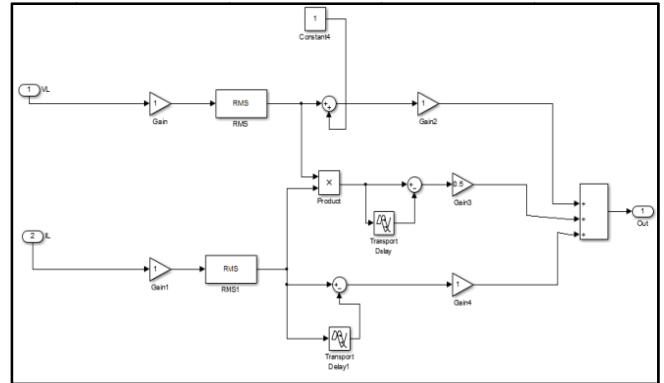 1
Constant4
1
VL
1
Gain
RMS
RMS
+
+
1
Gain2
×
Product
+
−
0.5
Gain3
Transport
Delay
+
+
+
1
Out
2
IL
1
Gain1
RMS
RMS1
+
−
1
Gain4
Transport
Delay1